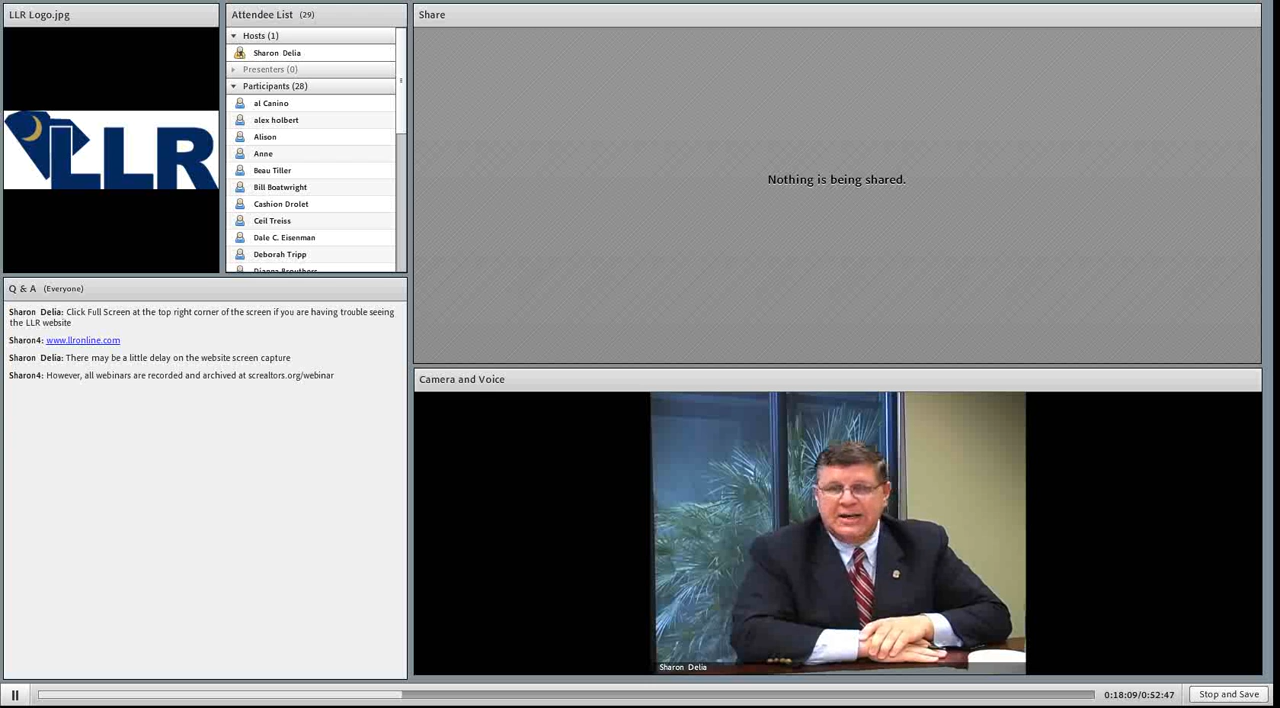 LLR Logo.jpg
LLR
Attendee List (29)
Hosts (1)
Sharon Delia
Presenters (0)
Participants (28)
al Canino
alex holbert
Alison
Anne
Beau Tiller
Bill Boatwright
Cashion Drolet
Ceil Treiss
Dale C. Eisenman
Deborah Tripp
Dianna Brouthers
Share
Nothing is being shared.
Q & A (Everyone)
Sharon Delia: Click Full Screen at the top right corner of the screen if you are having trouble seeing
the LLR website
Sharon4: www.llronline.com
Sharon Delia: There may be a little delay on the website screen capture
Sharon4: However, all webinars are recorded and archived at screaltors.org/webinar
Camera and Voice
Sharon Delia
0:18:09/0:52:47
Stop and Save